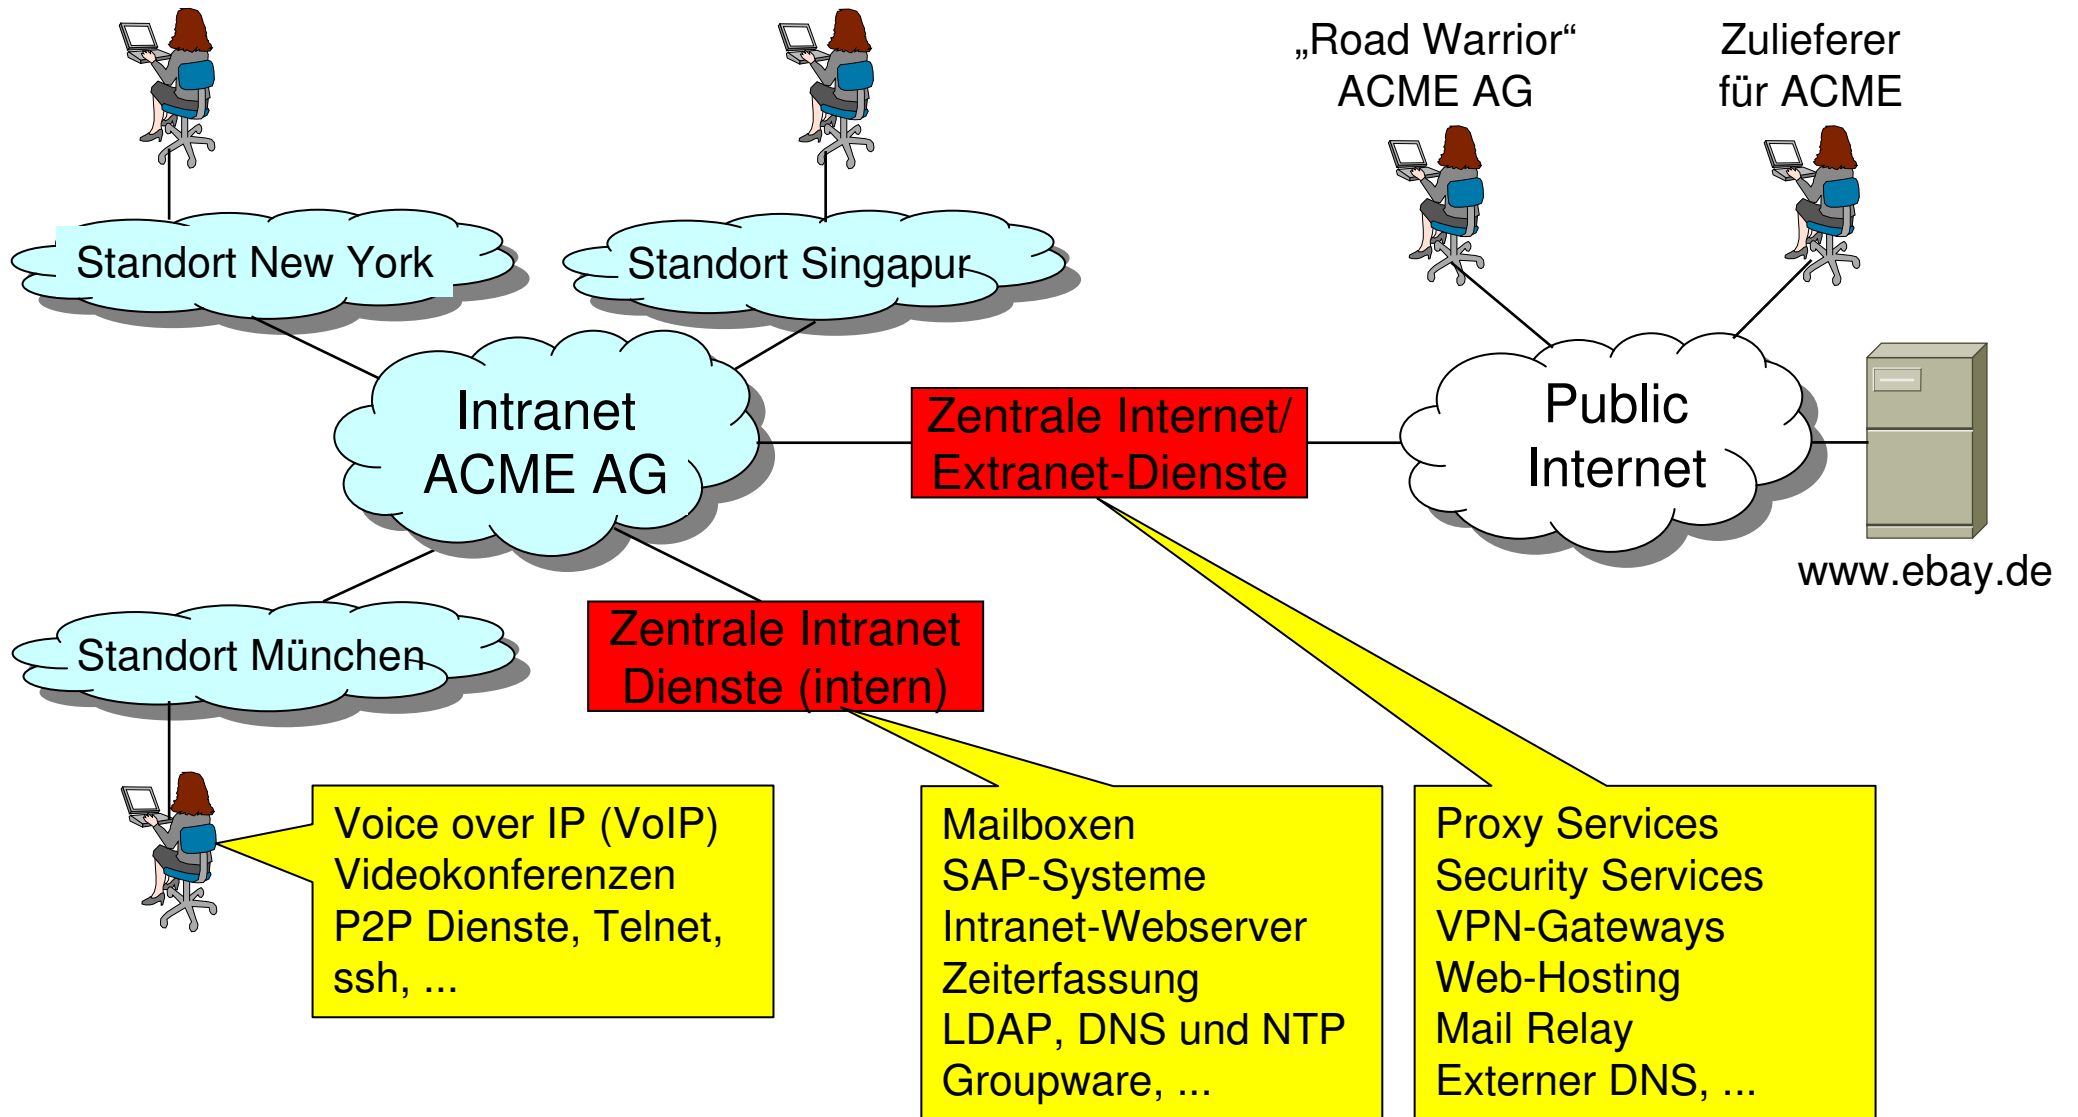 „Road Warrior“
ACME AG
Zulieferer
für ACME
Standort New York
Standort Singapur
Intranet
ACME AG
Zentrale Internet/
Extranet-Dienste
Public
Internet
www.ebay.de
Standort München
Zentrale Intranet
Dienste (intern)
Voice over IP (VoIP)
Videokonferenzen
P2P Dienste, Telnet,
ssh, ...
Mailboxen
SAP-Systeme
Intranet-Webserver
Zeiterfassung
LDAP, DNS und NTP
Groupware, ...
Proxy Services
Security Services
VPN-Gateways
Web-Hosting
Mail Relay
Externer DNS, ...